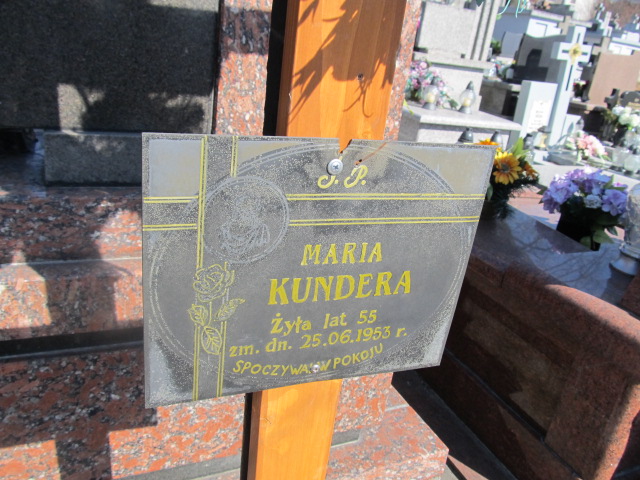 Ś. P.
MARIA
KUNDERA
Żyła lat 55
zm. dn. 25.06.1953 r.
SPOCZYWAJ W POKOJU